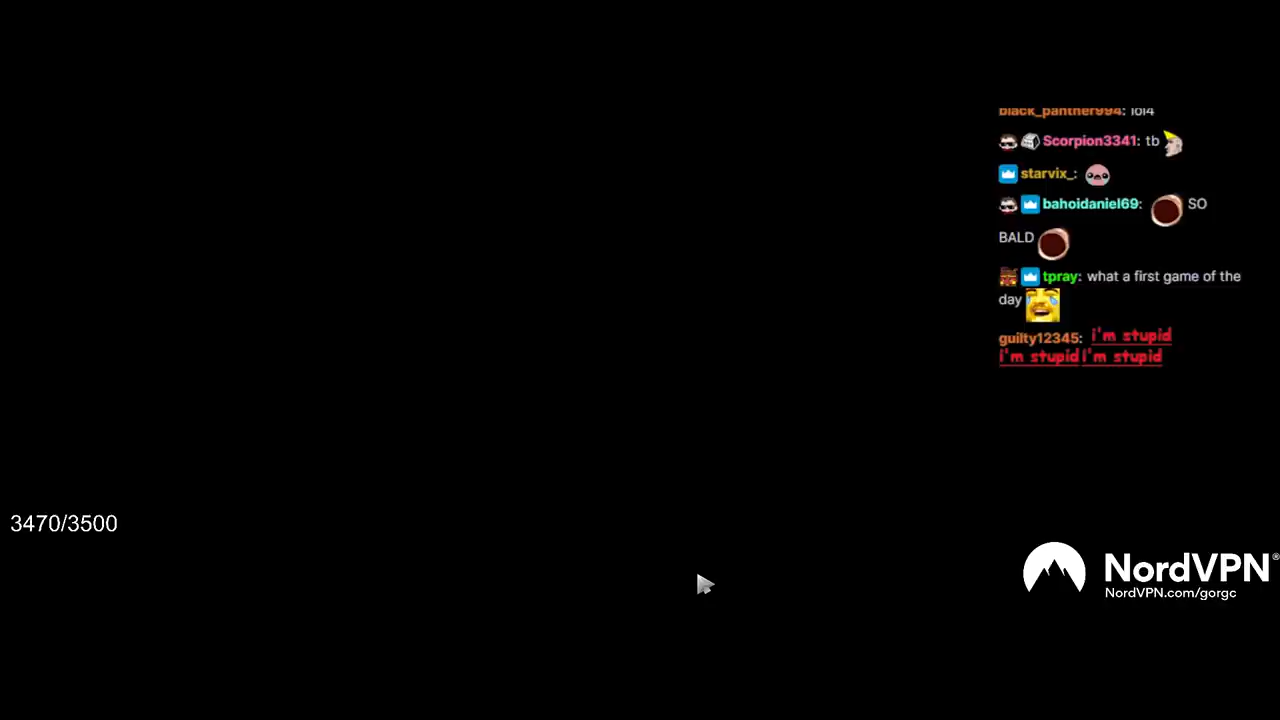 black_panther994: lol4
Scorpion3341: tb
starvix_:
bahoidaniel69: SO
BALD
tpray: what a first game of the
day
guilty12345: i'm stupid
i'm stupid I'm stupid
3470/3500
NordVPN®
NordVPN.com/gorgc